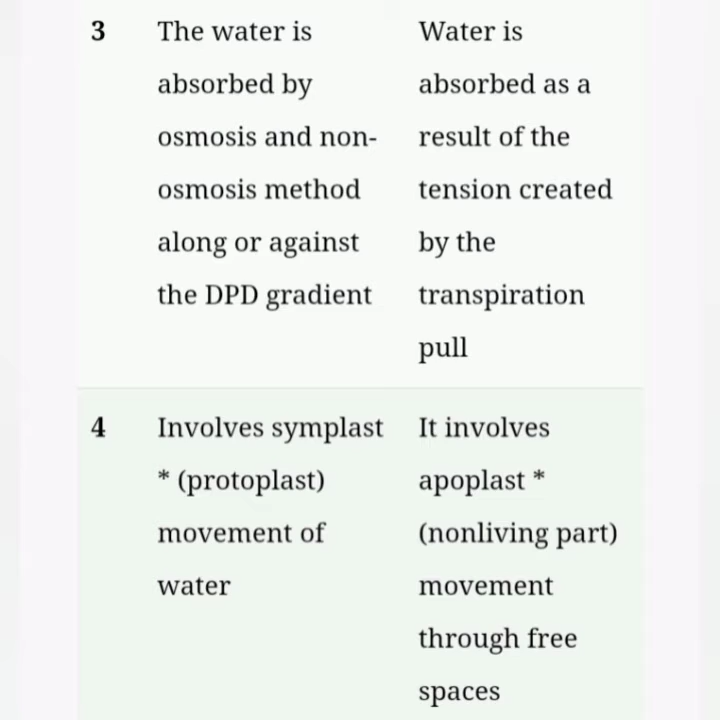 3
The water is
absorbed by
osmosis and non-
osmosis method
along or against
the DPD gradient
Water is
absorbed as a
result of the
tension created
by the
transpiration
pull
4
Involves symplast
* (protoplast)
movement of
water
It involves
apoplast *
(nonliving part)
movement
through free
spaces